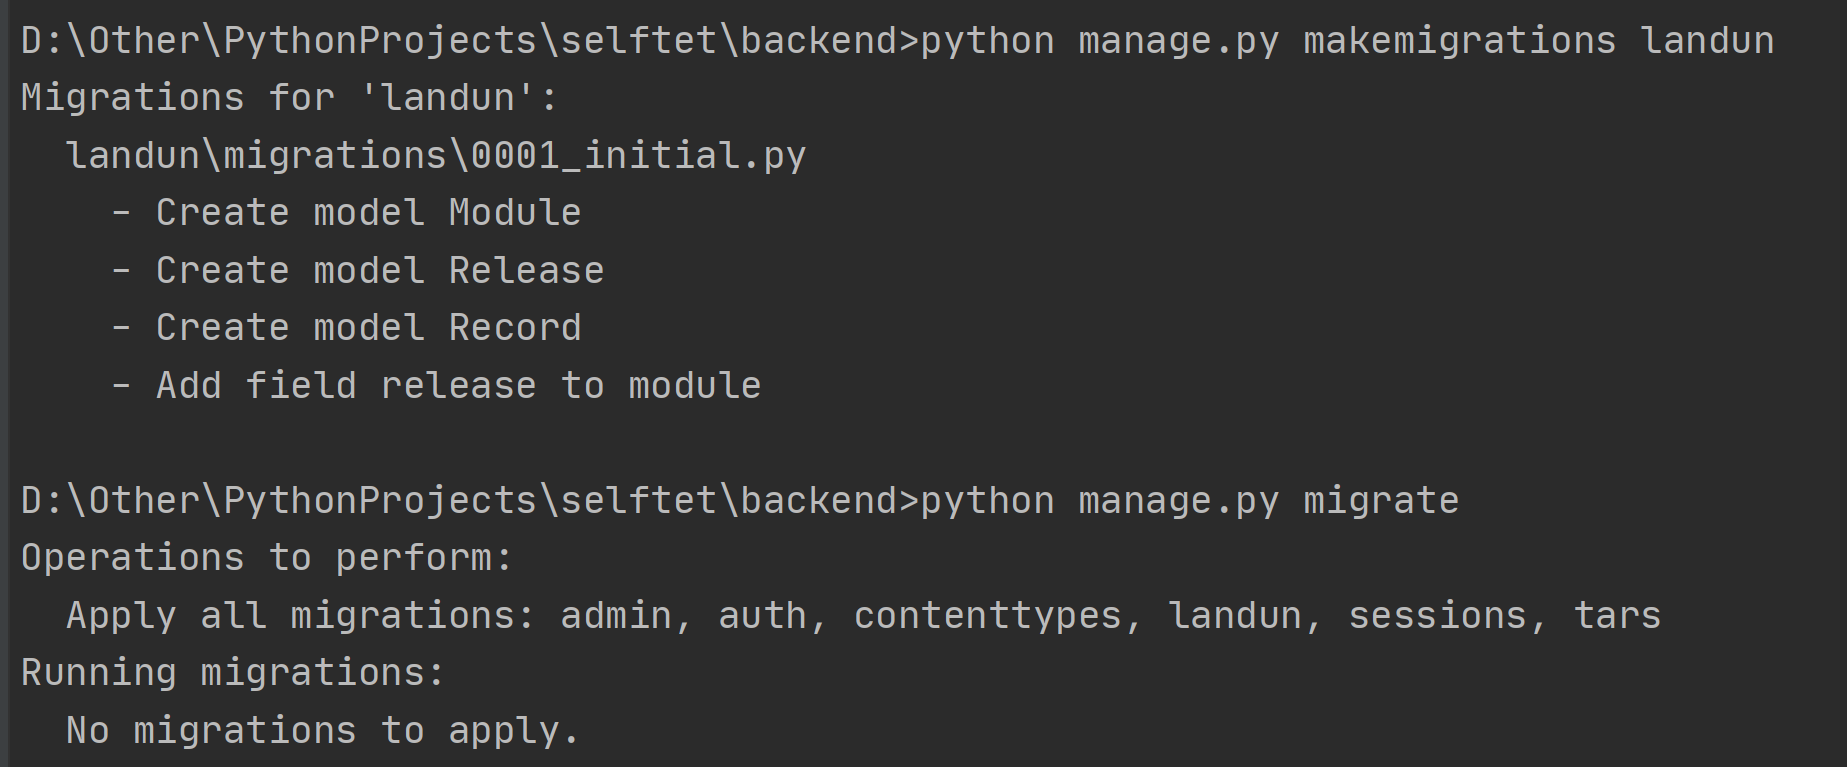 D:\Other\PythonProjects\selftet\backend>python manage.py makemigrations landun
Migrations for 'landun':
  landun\migrations\0001_initial.py
    - Create model Module
    - Create model Release
    - Create model Record
    - Add field release to module

D:\Other\PythonProjects\selftet\backend>python manage.py migrate
Operations to perform:
  Apply all migrations: admin, auth, contenttypes, landun, sessions, tars
Running migrations:
  No migrations to apply.